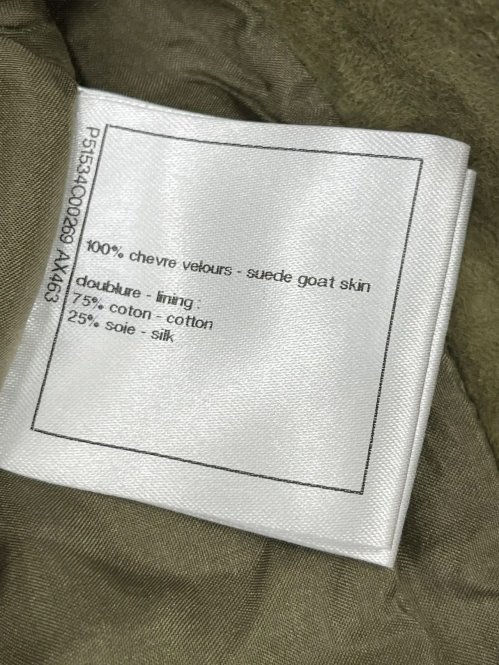 P51534C00269 AX463
100% chevre velours - suede goat skin
doublure - lining :
75% coton - cotton
25% soie - silk